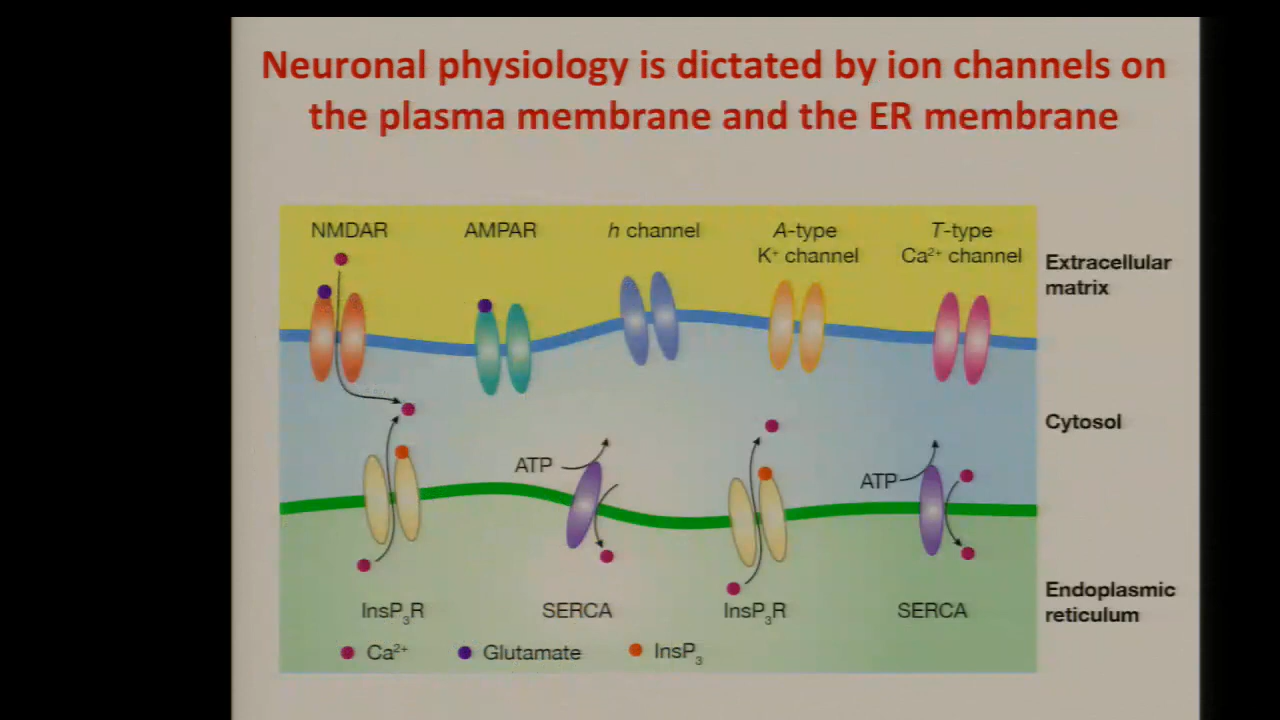 Neuronal physiology is dictated by ion channels on
the plasma membrane and the ER membrane
NMDAR
AMPAR
h channel
A-type
K⁺ channel
T-type
Ca²⁺ channel
Extracellular
matrix
Cytosol
ATP
ATP
Endoplasmic
reticulum
InsP₃R
SERCA
InsP₃R
SERCA
Ca²⁺
Glutamate
InsP₃